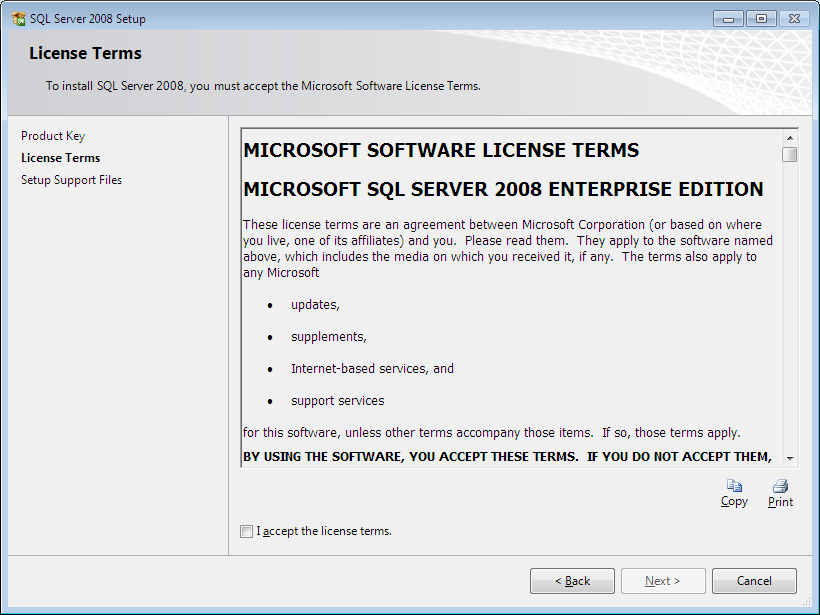 SQL Server 2008 Setup
License Terms
To install SQL Server 2008, you must accept the Microsoft Software License Terms.
Product Key
License Terms
Setup Support Files
MICROSOFT SOFTWARE LICENSE TERMS
MICROSOFT SQL SERVER 2008 ENTERPRISE EDITION
These license terms are an agreement between Microsoft Corporation (or based on where
you live, one of its affiliates) and you.  Please read them.  They apply to the software named
above, which includes the media on which you received it, if any.  The terms also apply to
any Microsoft
• updates,
• supplements,
• Internet-based services, and
• support services
for this software, unless other terms accompany those items.  If so, those terms apply.
BY USING THE SOFTWARE, YOU ACCEPT THESE TERMS.  IF YOU DO NOT ACCEPT THEM,
Copy
Print
I accept the license terms.
< Back
Next >
Cancel